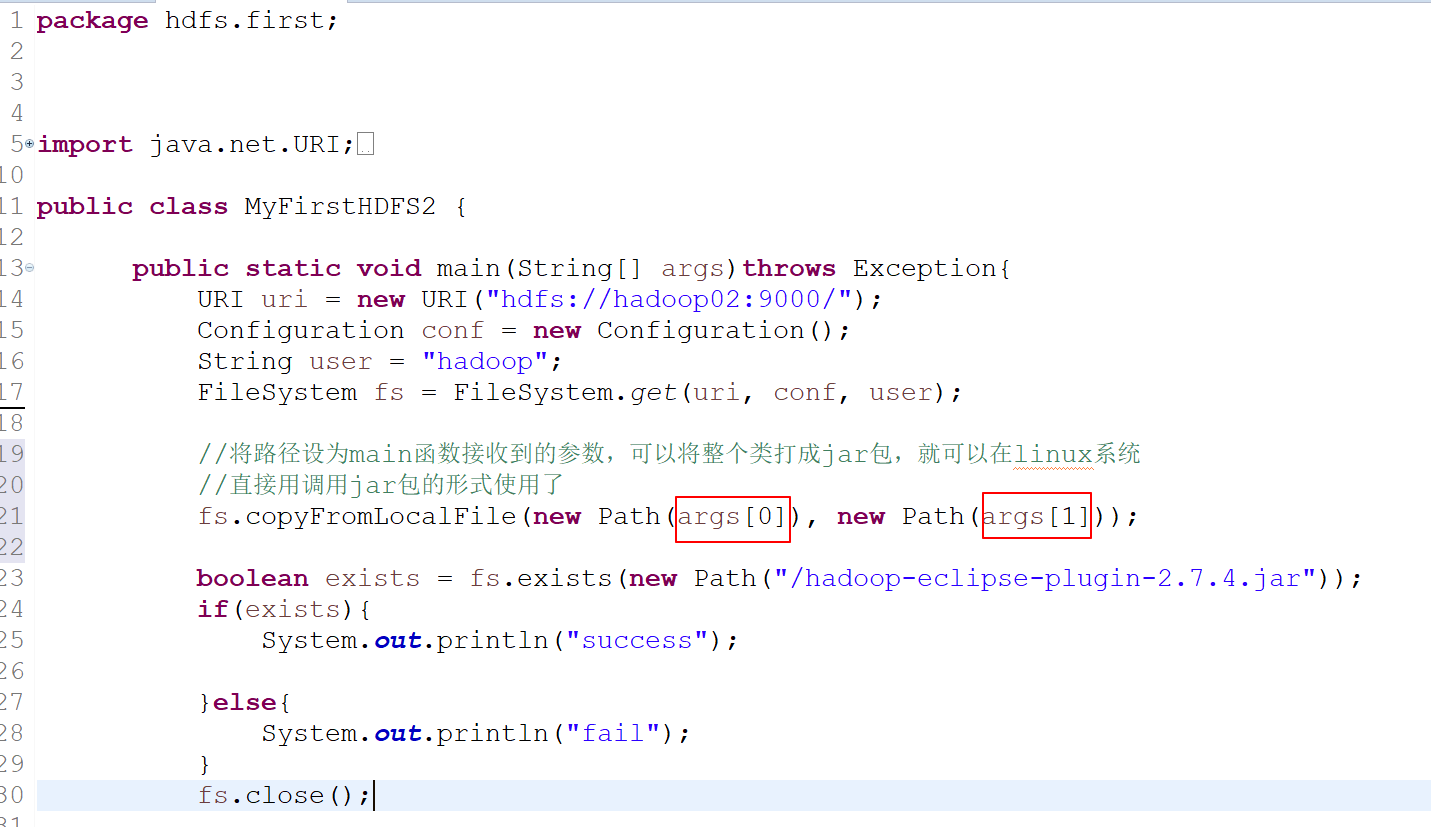 1 package hdfs.first;
2
3
4
5 import java.net.URI;
10
11 public class MyFirstHDFS2 {
12
13 public static void main(String[] args)throws Exception{
14 URI uri = new URI("hdfs://hadoop02:9000/");
15 Configuration conf = new Configuration();
16 String user = "hadoop";
17 FileSystem fs = FileSystem.get(uri, conf, user);
18
19 //将路径设为main函数接收到的参数，可以将整个类打成jar包，就可以在linux系统
20 //直接用调用jar包的形式使用了
21 fs.copyFromLocalFile(new Path(args[0]), new Path(args[1]));
22
23 boolean exists = fs.exists(new Path("/hadoop-eclipse-plugin-2.7.4.jar"));
24 if(exists){
25 System.out.println("success");
26
27 }else{
28 System.out.println("fail");
29 }
30 fs.close();
31